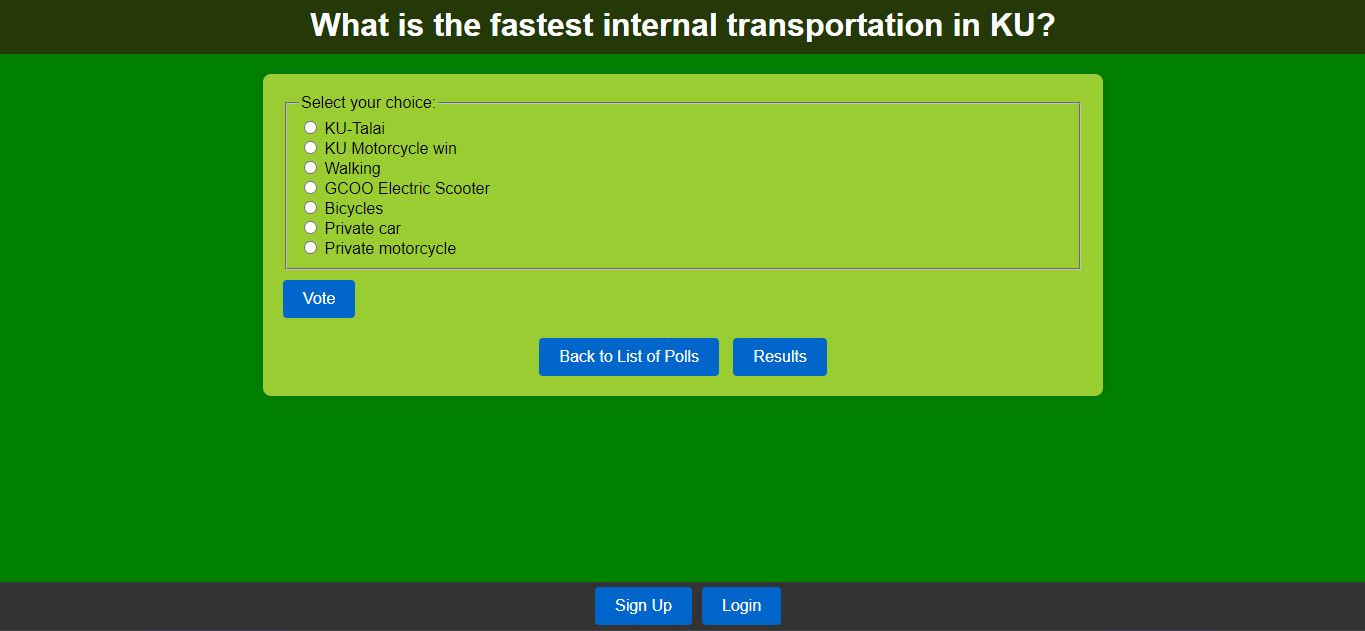 What is the fastest internal transportation in KU?
Select your choice:
KU-Talai
KU Motorcycle win
Walking
GCOO Electric Scooter
Bicycles
Private car
Private motorcycle
Vote
Back to List of Polls Results
Sign Up Login